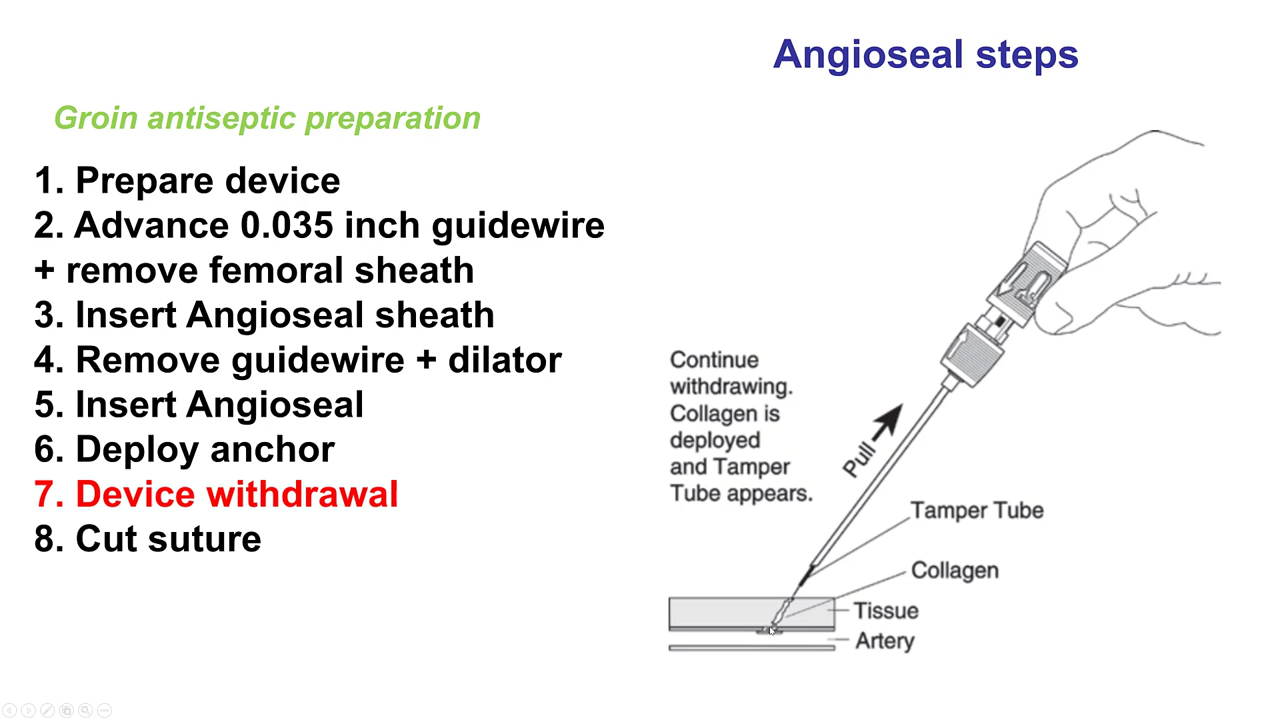 Angioseal steps
Groin antiseptic preparation
1. Prepare device
2. Advance 0.035 inch guidewire
+ remove femoral sheath
3. Insert Angioseal sheath
4. Remove guidewire + dilator
5. Insert Angioseal
6. Deploy anchor
7. Device withdrawal
8. Cut suture
Continue
withdrawing.
Collagen is
deployed
and Tamper
Tube appears.
Pull
Tamper Tube
Collagen
Tissue
Artery